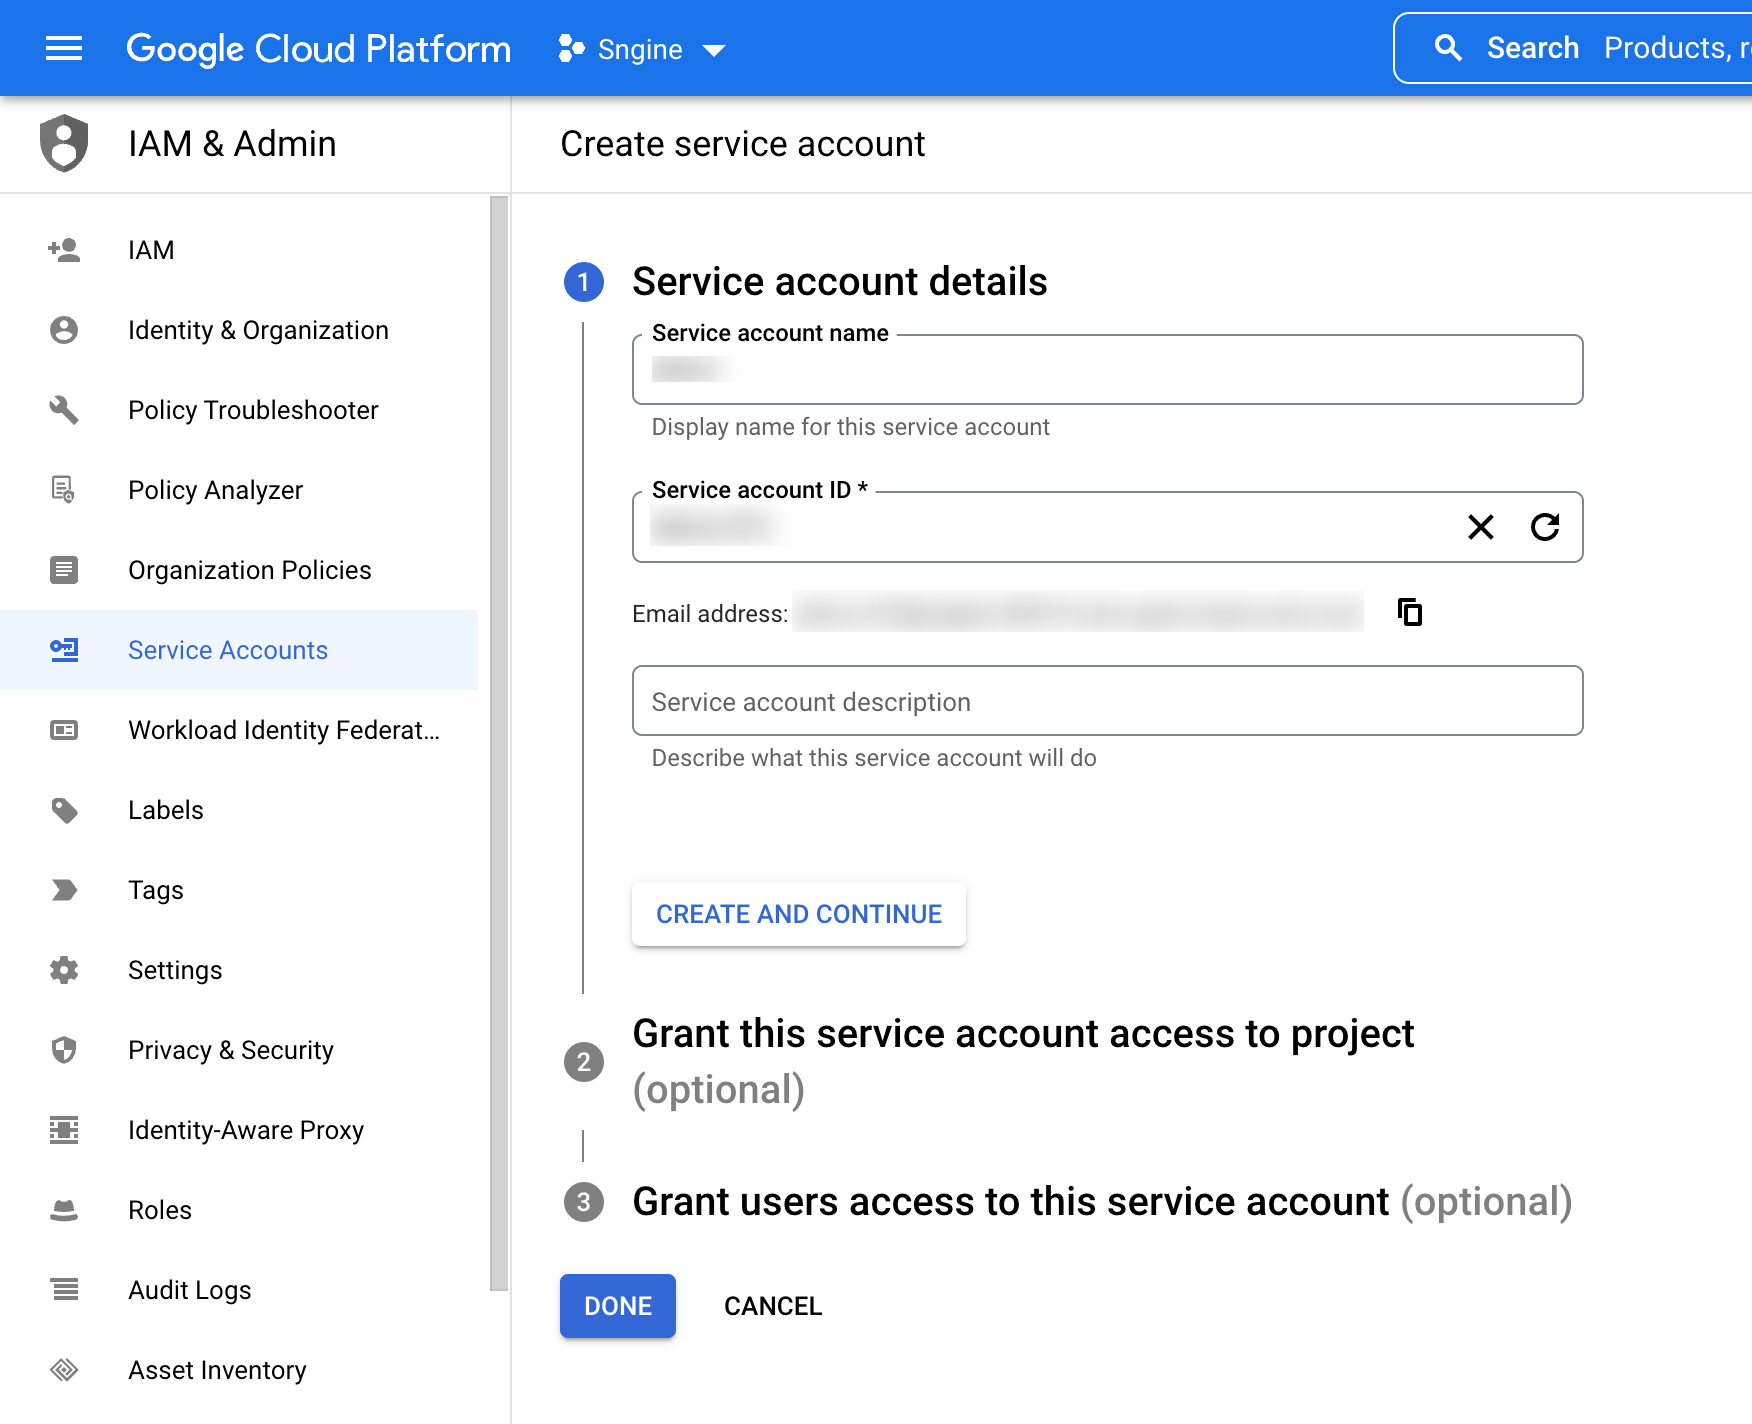 Google Cloud Platform
Sngine
Search Products, r
IAM & Admin
Create service account
IAM
Identity & Organization
Policy Troubleshooter
Policy Analyzer
Organization Policies
Service Accounts
Workload Identity Federat...
Labels
Tags
Settings
Privacy & Security
Identity-Aware Proxy
Roles
Audit Logs
Asset Inventory
1
Service account details
Service account name
Display name for this service account
Service account ID *
Email address:
Service account description
Describe what this service account will do
CREATE AND CONTINUE
2
Grant this service account access to project
(optional)
3
Grant users access to this service account (optional)
DONE
CANCEL